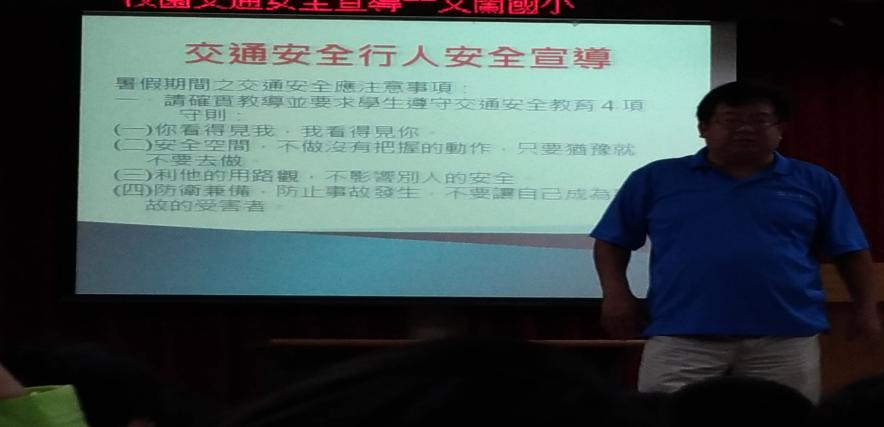 校園交通安全宣導--文蘭國小
交通安全行人安全宣導
暑假期間之交通安全應注意事項：
一、請確實教導並要求學生遵守交通安全教育4項
守則：
(一)你看得見我，我看得見你。
(二)安全空間，不做沒有把握的動作，只要猶豫就
不要去做。
(三)利他的用路觀，不影響別人的安全。
(四)防衛兼備，防止事故發生，不要讓自己成為
故的受害者。